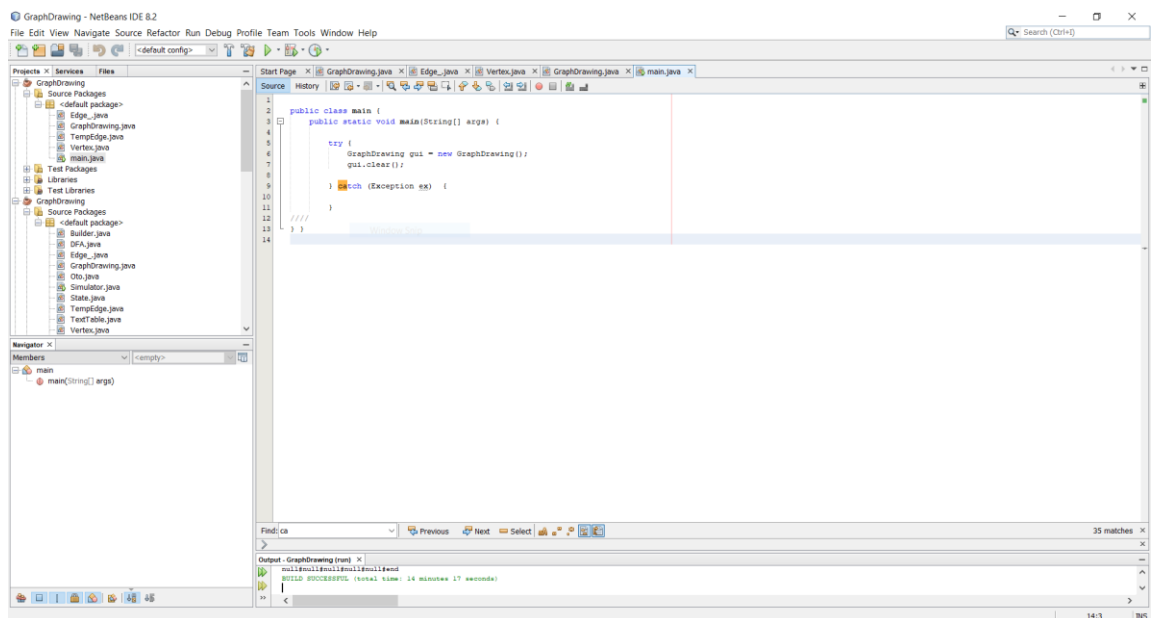 GraphDrawing - NetBeans IDE 8.2
File Edit View Navigate Source Refactor Run Debug Profile Team Tools Window Help
Search (Ctrl+I)
<default config>
Projects Services Files
GraphDrawing
Source Packages
<default package>
Edge_.java
GraphDrawing.java
TempEdge.java
Vertex.java
main.java
Test Packages
Libraries
Test Libraries
GraphDrawing
Source Packages
<default package>
Builder.java
DFA.java
Edge_.java
GraphDrawing.java
Oto.java
Simulator.java
State.java
TempEdge.java
TextTable.java
Vertex.java
Navigator
Members <empty>
main
main(String[] args)
Start Page GraphDrawing.java Edge_.java Vertex.java GraphDrawing.java main.java
Source History
1
2 public class main {
3 public static void main(String[] args) {
4
5 try {
6 GraphDrawing gui = new GraphDrawing();
7 gui.clear();
8
9 } catch (Exception ex) {
10
11 }
12 ////
13 } }
14
Find: ca Previous Next Select 35 matches
Output - GraphDrawing (run)
null#null#null#null#null#end
BUILD SUCCESSFUL (total time: 14 minutes 17 seconds)
14:3 INS